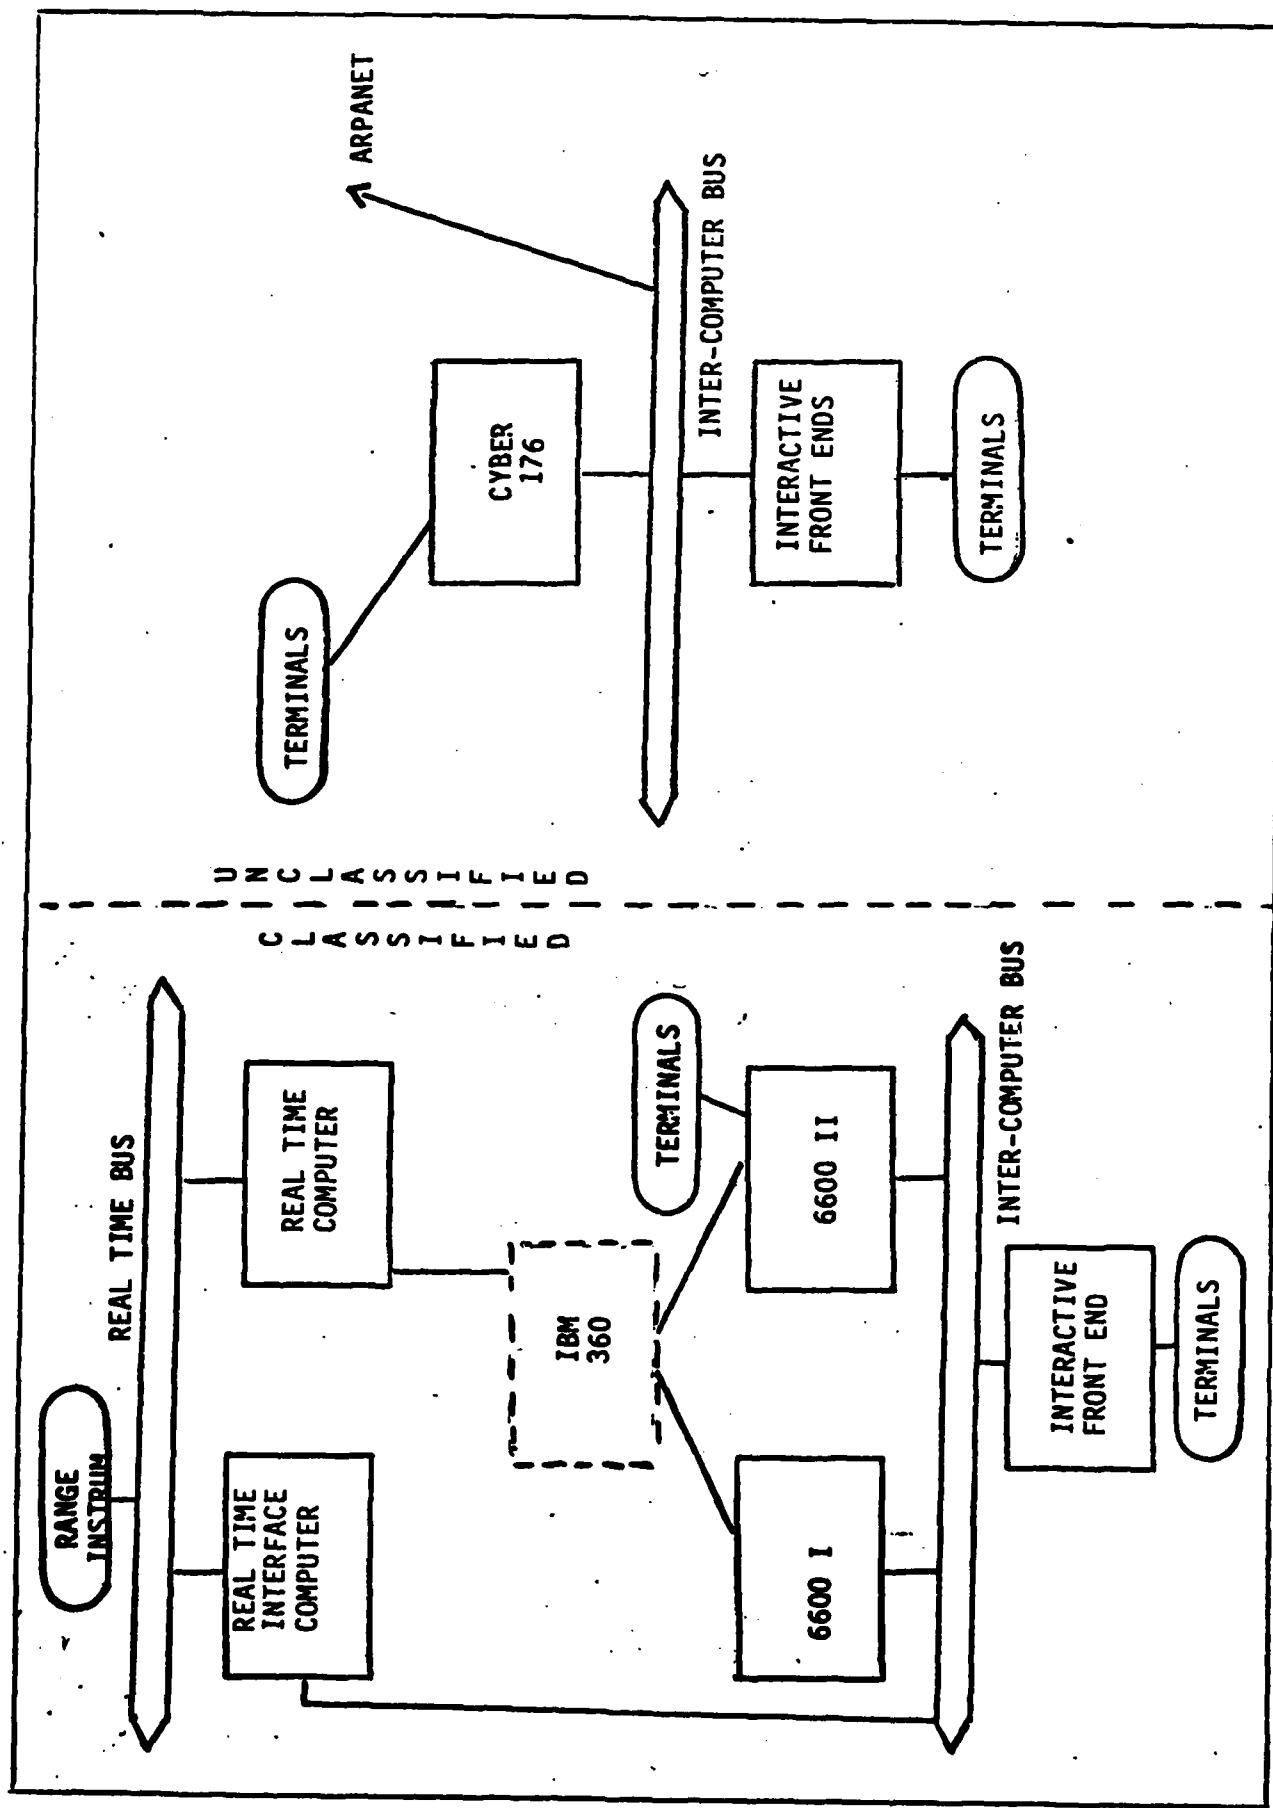 RANGE
INSTRUM
REAL TIME BUS
REAL TIME
INTERFACE
COMPUTER
REAL TIME
COMPUTER
IBM
360
TERMINALS
6600 I
6600 II
INTER-COMPUTER BUS
INTERACTIVE
FRONT END
TERMINALS
CLASSIFIED
UNCLASSIFIED
TERMINALS
ARPANET
CYBER
176
INTER-COMPUTER BUS
INTERACTIVE
FRONT ENDS
TERMINALS